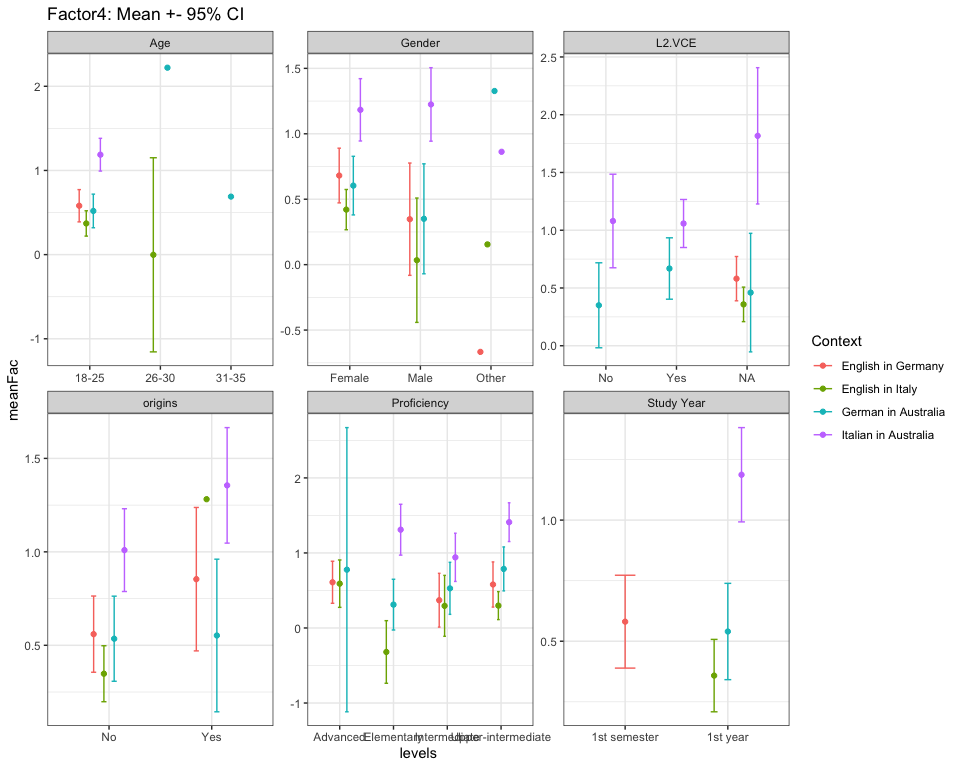 Factor4: Mean +- 95% CI
Age
Gender
L2.VCE
2
1
0
-1
18-25
26-30
31-35
1.5
1.0
0.5
0.0
-0.5
Female
Male
Other
2.5
2.0
1.5
1.0
0.5
0.0
No
Yes
NA
meanFac
origins
Proficiency
Study Year
1.5
1.0
0.5
No
Yes
2
1
0
-1
Advanced
Elementary
Intermediate
Upper-intermediate
1.0
0.5
1st semester
1st year
levels
Context
English in Germany
English in Italy
German in Australia
Italian in Australia